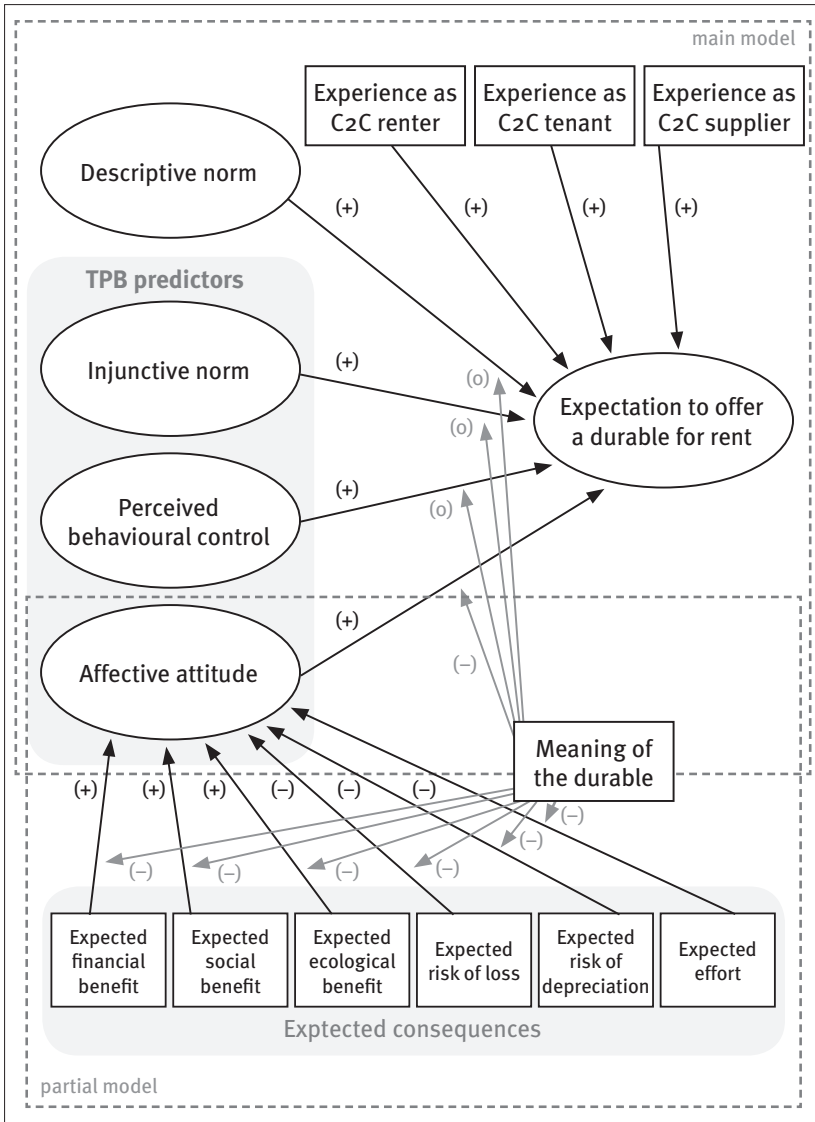 main model
Experience as
C2C renter
Experience as
C2C tenant
Experience as
C2C supplier
Descriptive norm
(+)
(+)
(+)
(+)
TPB predictors
Injunctive norm
(+)
(o)
Expectation to offer
a durable for rent
(o)
Perceived
behavioural control
(+)
(o)
Affective attitude
(+)
(–)
Meaning of
the durable
(+)
(+)
(+)
(–)
(–)
(–)
(–)
(–)
(–)
(–)
(–)
(–)
Expected
financial
benefit
Expected
social
benefit
Expected
ecological
benefit
Expected
risk of loss
Expected
risk of
depreciation
Expected
effort
Exptected consequences
partial model